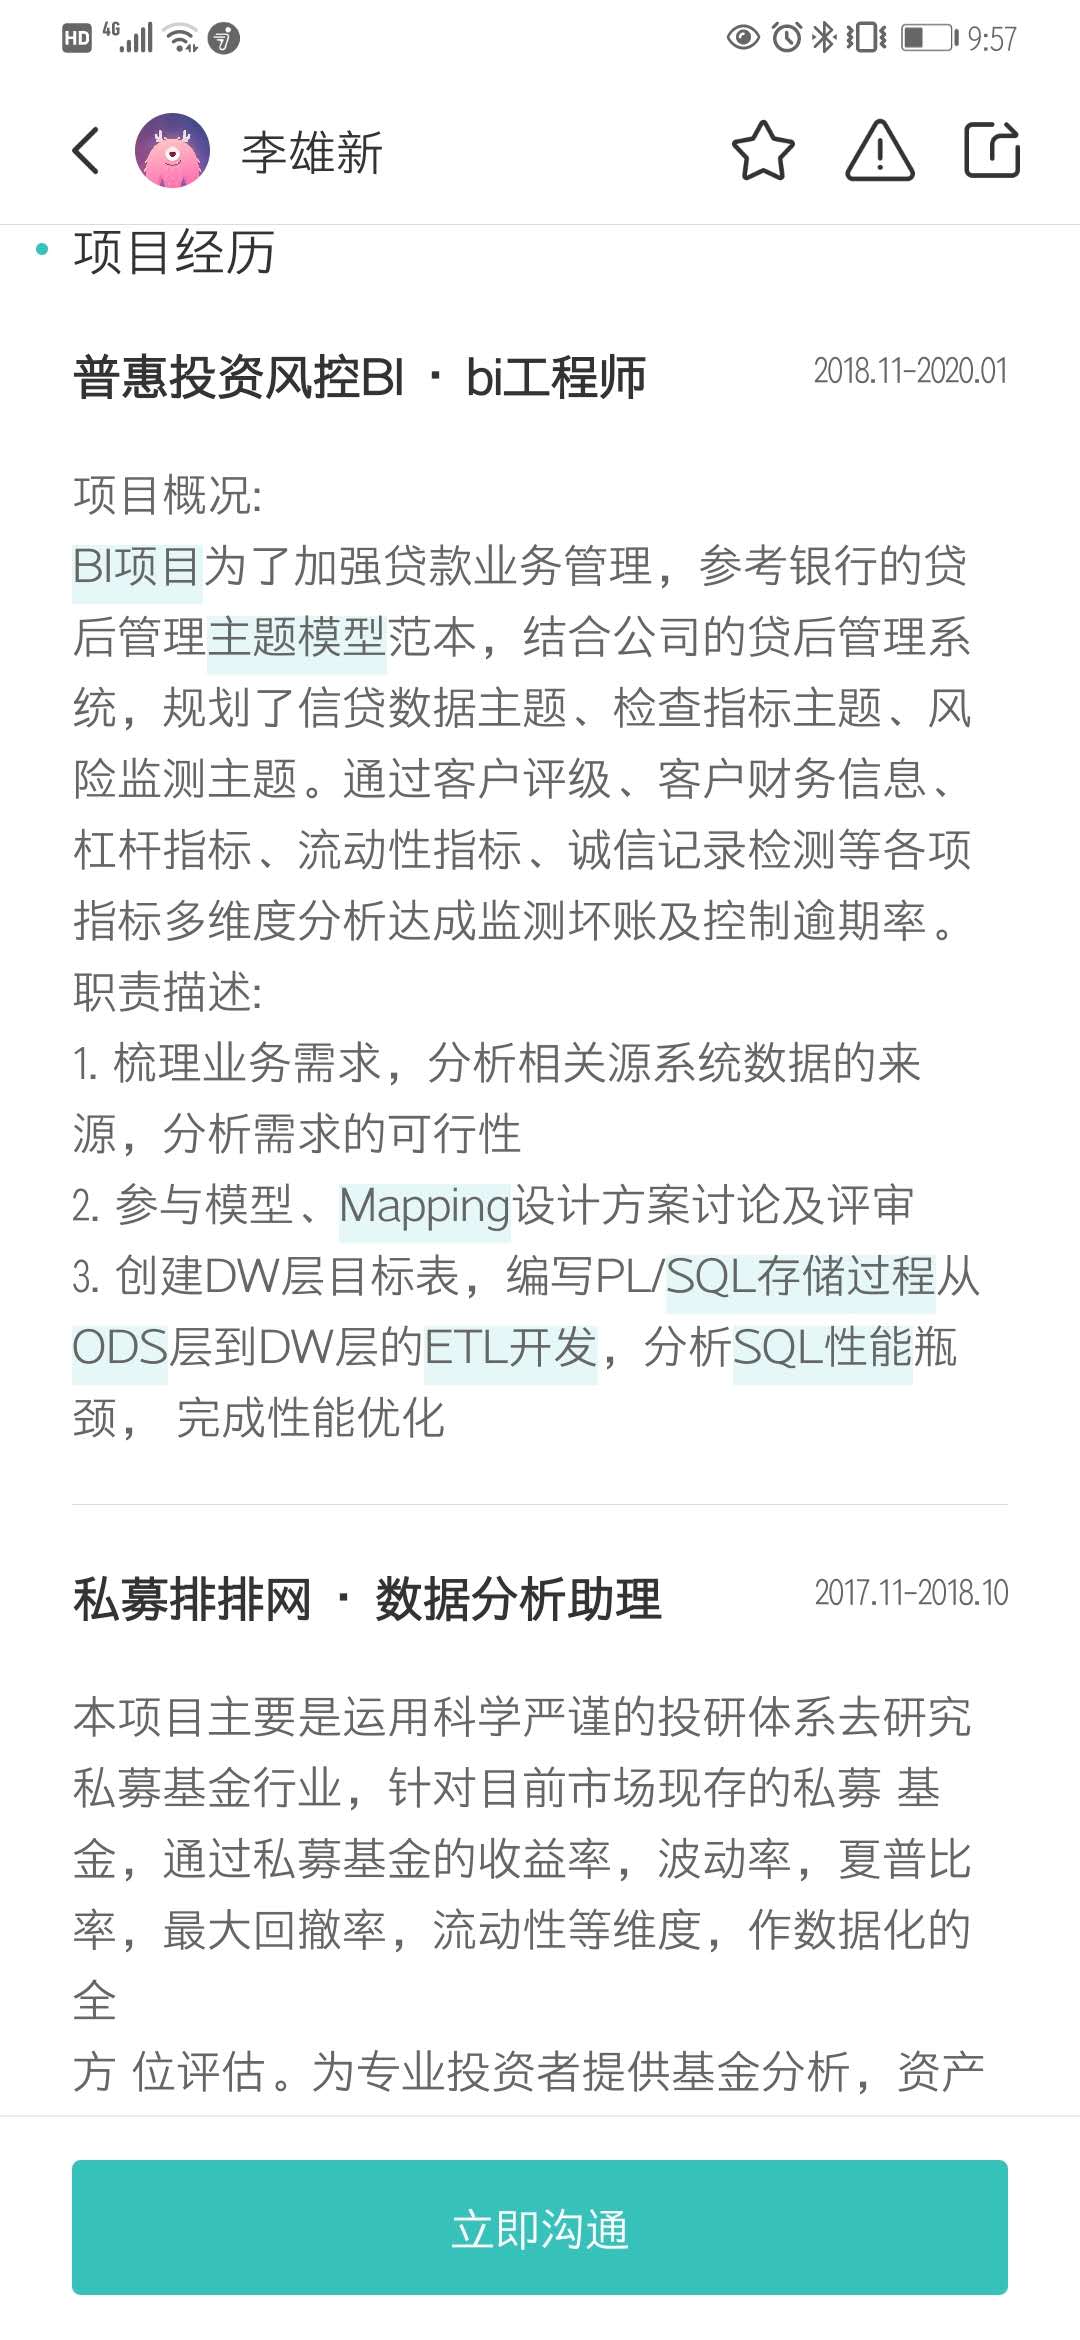 HD 4G 9:57
李雄新
项目经历
普惠投资风控BI · bi工程师 2018.11-2020.01
项目概况:
BI项目为了加强贷款业务管理，参考银行的贷
后管理主题模型范本，结合公司的贷后管理系
统，规划了信贷数据主题、检查指标主题、风
险监测主题。通过客户评级、客户财务信息、
杠杆指标、流动性指标、诚信记录检测等各项
指标多维度分析达成监测坏账及控制逾期率。
职责描述:
1. 梳理业务需求，分析相关源系统数据的来
源，分析需求的可行性
2. 参与模型、Mapping设计方案讨论及评审
3. 创建DW层目标表，编写PL/SQL存储过程从
ODS层到DW层的ETL开发，分析SQL性能瓶
颈， 完成性能优化
私募排排网 · 数据分析助理 2017.11-2018.10
本项目主要是运用科学严谨的投研体系去研究
私募基金行业，针对目前市场现存的私募 基
金，通过私募基金的收益率，波动率，夏普比
率，最大回撤率，流动性等维度，作数据化的
全
方 位评估。为专业投资者提供基金分析，资产
立即沟通